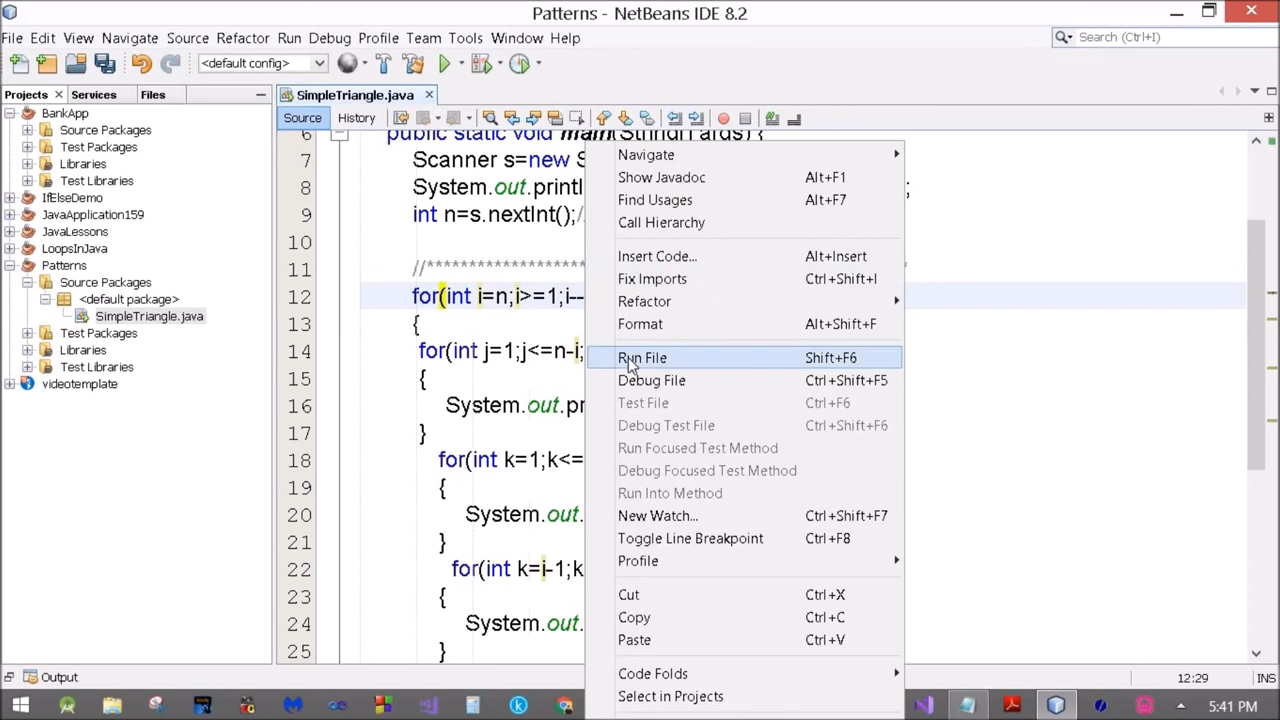 Patterns - NetBeans IDE 8.2
File Edit View Navigate Source Refactor Run Debug Profile Team Tools Window Help
Search (Ctrl+I)
<default config>
Projects Services Files
SimpleTriangle.java
Source History
BankApp
Source Packages
Test Packages
Libraries
Test Libraries
IfElseDemo
JavaApplication159
JavaLessons
LoopsInJava
Patterns
Source Packages
<default package>
SimpleTriangle.java
Test Packages
Libraries
Test Libraries
videotemplate
6 public static void main(String[] args) {
7 Scanner s=new S
8 System.out.println ;
9 int n=s.nextInt();/
10
11 //**********************
12 for(int i=n;i>=1;i--
13 {
14 for(int j=1;j<=n-i;
15 {
16 System.out.pr
17 }
18 for(int k=1;k<=
19 {
20 System.out.
21 }
22 for(int k=i-1;k
23 {
24 System.out.
25 }
Navigate
Show Javadoc Alt+F1
Find Usages Alt+F7
Call Hierarchy
Insert Code... Alt+Insert
Fix Imports Ctrl+Shift+I
Refactor
Format Alt+Shift+F
Run File Shift+F6
Debug File Ctrl+Shift+F5
Test File Ctrl+F6
Debug Test File Ctrl+Shift+F6
Run Focused Test Method
Debug Focused Test Method
Run Into Method
New Watch... Ctrl+Shift+F7
Toggle Line Breakpoint Ctrl+F8
Profile
Cut Ctrl+X
Copy Ctrl+C
Paste Ctrl+V
Code Folds
Select in Projects
Output
12:29 INS
5:41 PM